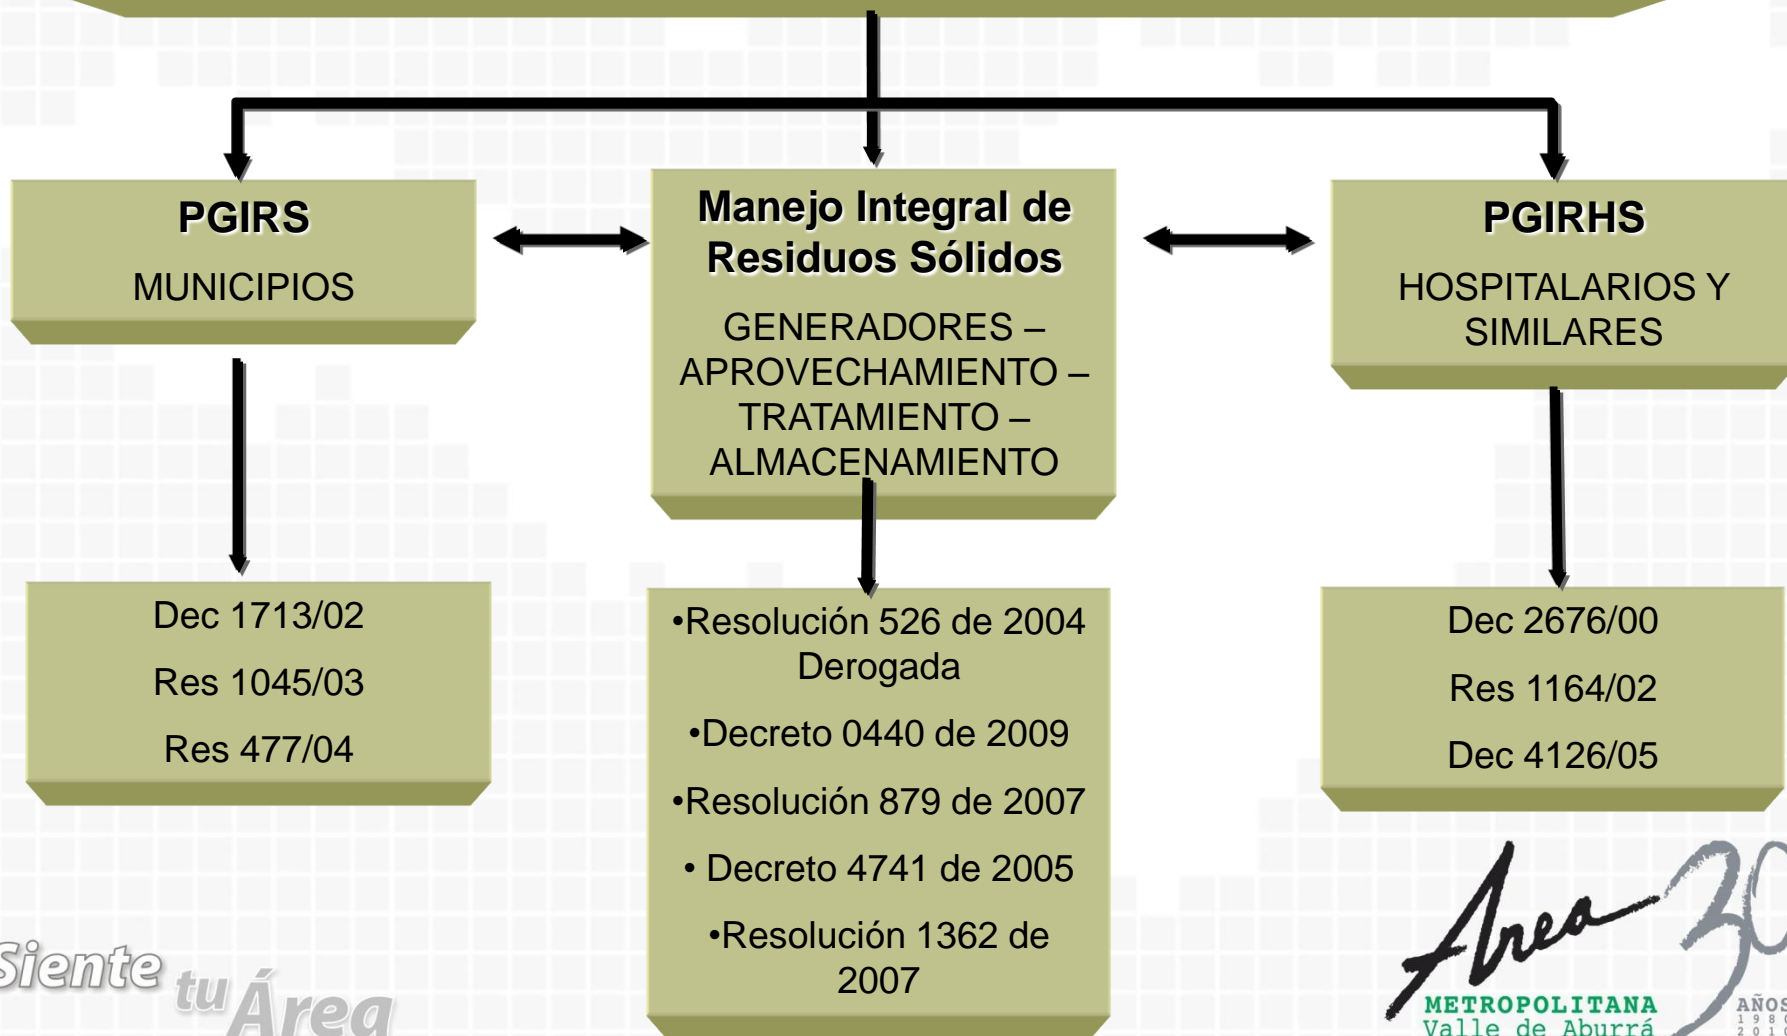 PGIRS
MUNICIPIOS
Manejo Integral de
Residuos Sólidos
GENERADORES –
APROVECHAMIENTO –
TRATAMIENTO –
ALMACENAMIENTO
PGIRHS
HOSPITALARIOS Y
SIMILARES
Dec 1713/02
Res 1045/03
Res 477/04
•Resolución 526 de 2004
Derogada
•Decreto 0440 de 2009
•Resolución 879 de 2007
• Decreto 4741 de 2005
•Resolución 1362 de
2007
Dec 2676/00
Res 1164/02
Dec 4126/05
Siente tu Área
Area 30
METROPOLITANA
Valle de Aburrá
AÑOS